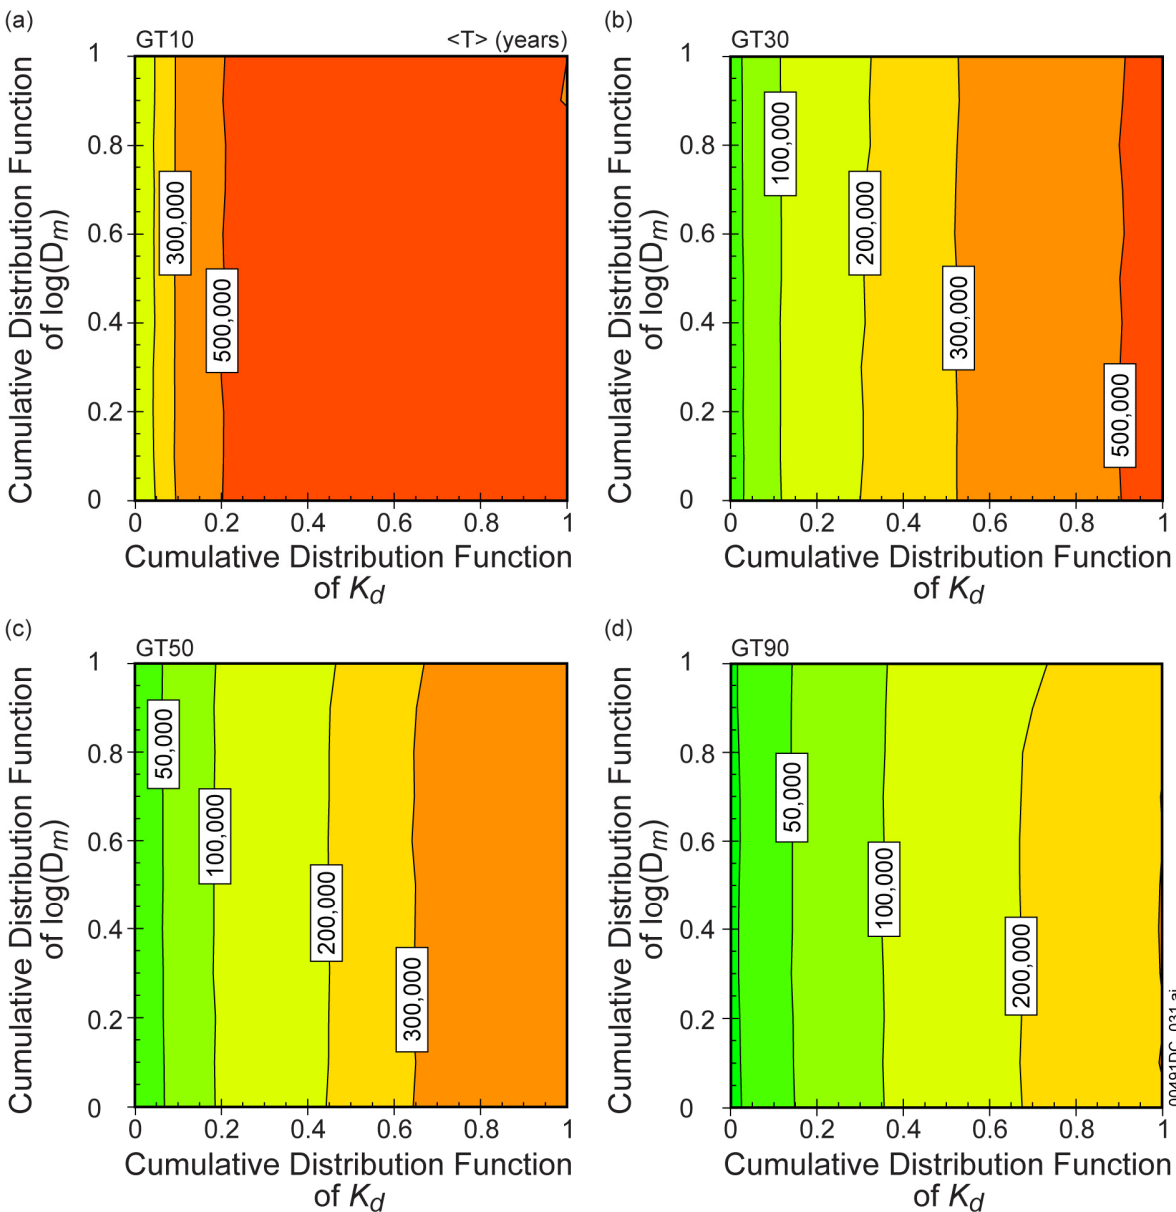 (a)
GT10 <T> (years)
Cumulative Distribution Function
of log(Dm)
1
0.8
0.6
0.4
0.2
0
300,000
500,000
0 0.2 0.4 0.6 0.8 1
Cumulative Distribution Function
of Kd
(b)
GT30
Cumulative Distribution Function
of log(Dm)
1
0.8
0.6
0.4
0.2
0
100,000
200,000
300,000
500,000
0 0.2 0.4 0.6 0.8 1
Cumulative Distribution Function
of Kd
(c)
GT50
Cumulative Distribution Function
of log(Dm)
1
0.8
0.6
0.4
0.2
0
50,000
100,000
200,000
300,000
0 0.2 0.4 0.6 0.8 1
Cumulative Distribution Function
of Kd
(d)
GT90
Cumulative Distribution Function
of log(Dm)
1
0.8
0.6
0.4
0.2
0
50,000
100,000
200,000
0 0.2 0.4 0.6 0.8 1
Cumulative Distribution Function
of Kd